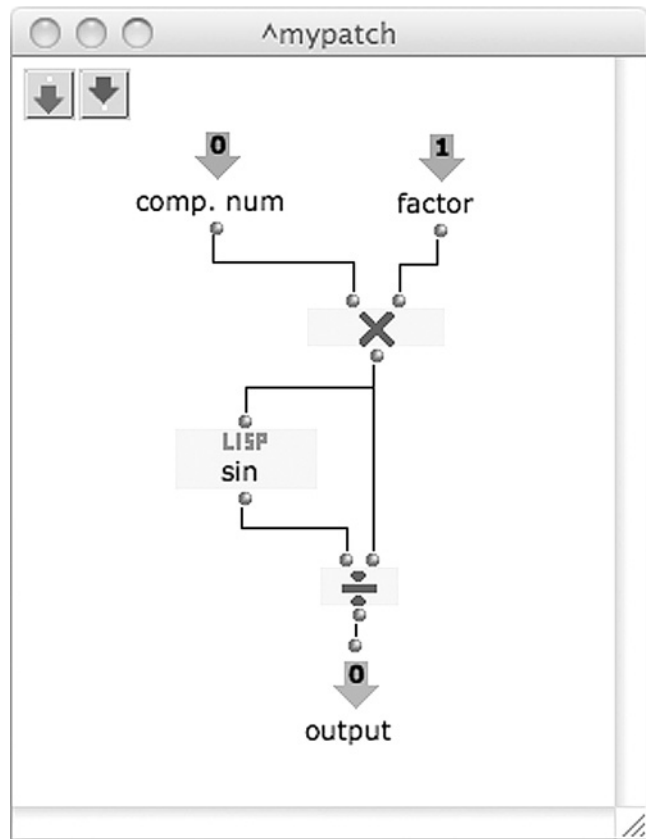 ^mypatch
0
1
comp. num
factor
LISP
sin
0
output